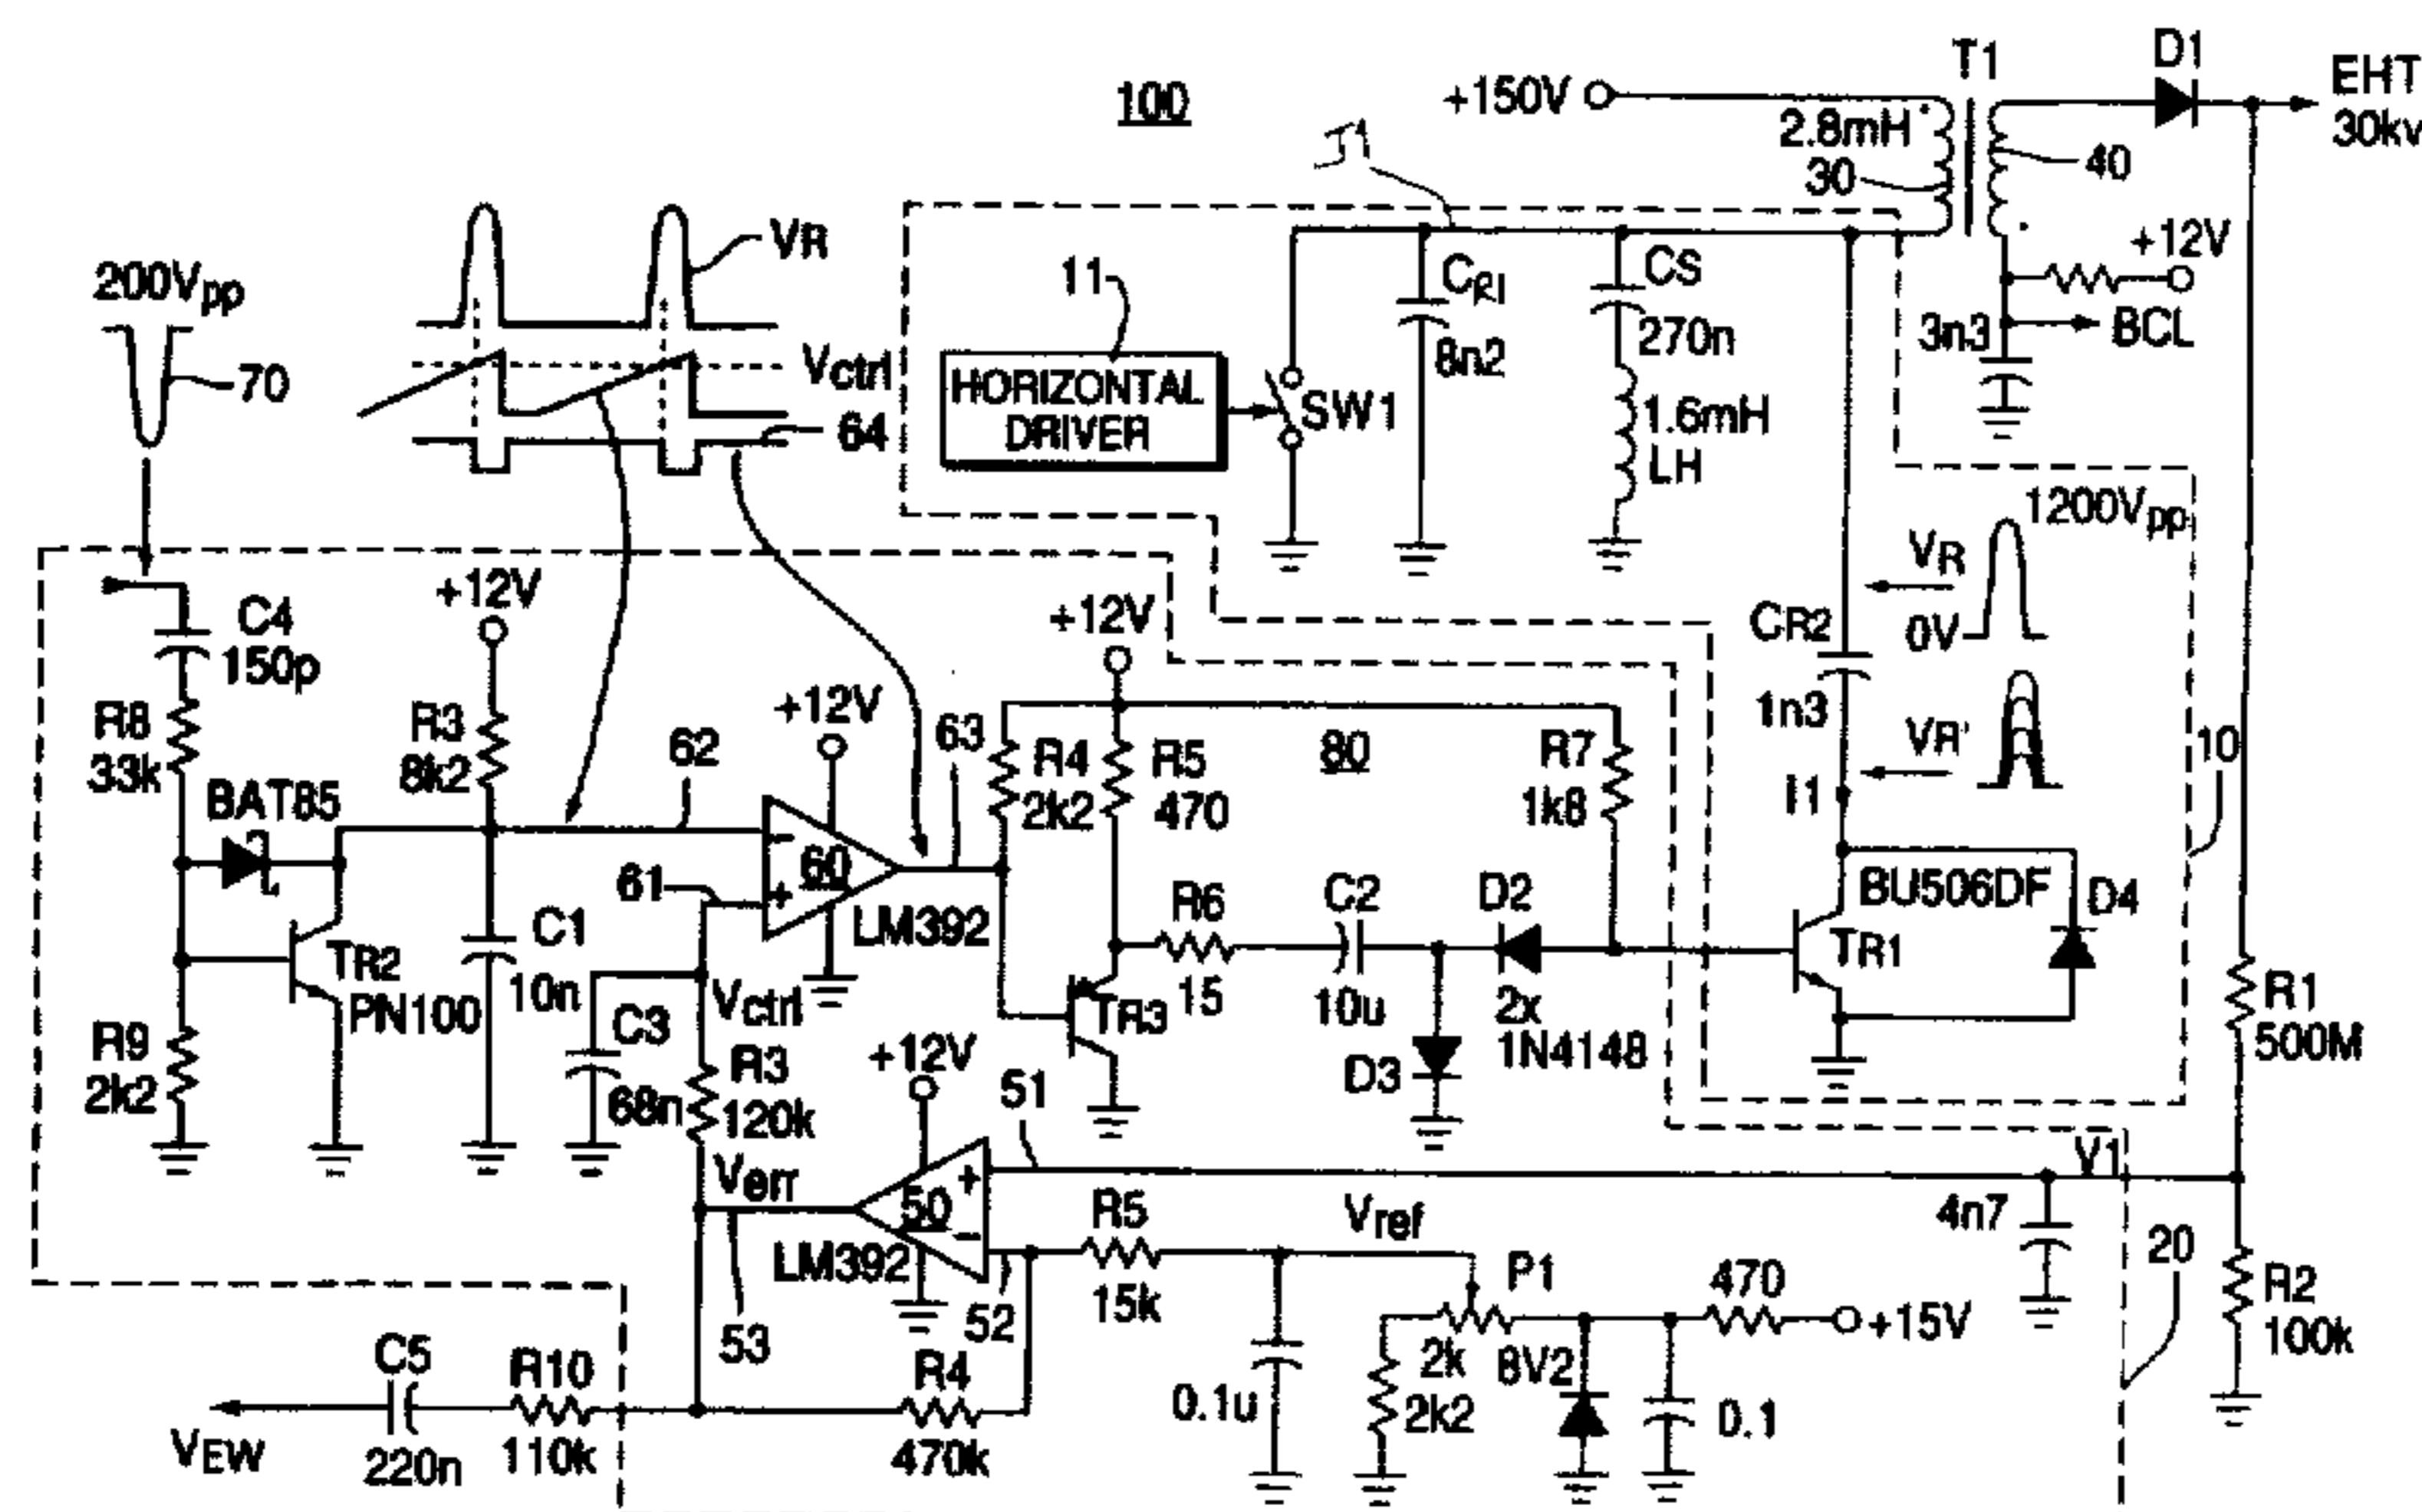 100
+150V
T1
D1
EHT
30kv
2.8mH
30
40
J1
+12V
BCL
3n3
200Vpp
70
VR
Vctrl
64
11
HORIZONTAL
DRIVER
SW1
CR1
8n2
CS
270n
1.6mH
LH
1200Vpp
VR
0V
CR2
1n3
VR'
I1
10
C4
150p
+12V
R8
33k
R3
8k2
BAT85
62
+12V
+12V
63
R4
2k2
R5
470
80
R7
1k8
61
-
+
60
LM392
C1
10n
TR2
PN100
R9
2k2
Vctrl
C3
68n
R3
120k
TR3
R6
15
C2
10u
D2
2x
1N4148
D3
BU506DF
TR1
D4
R1
500M
+12V
51
Verr
50
+
-
LM392
53
52
R5
15k
Vref
V1
4n7
20
R2
100k
P1
2k
2k2
8V2
470
+15V
0.1u
0.1
C5
220n
R10
110k
R4
470k
VEW